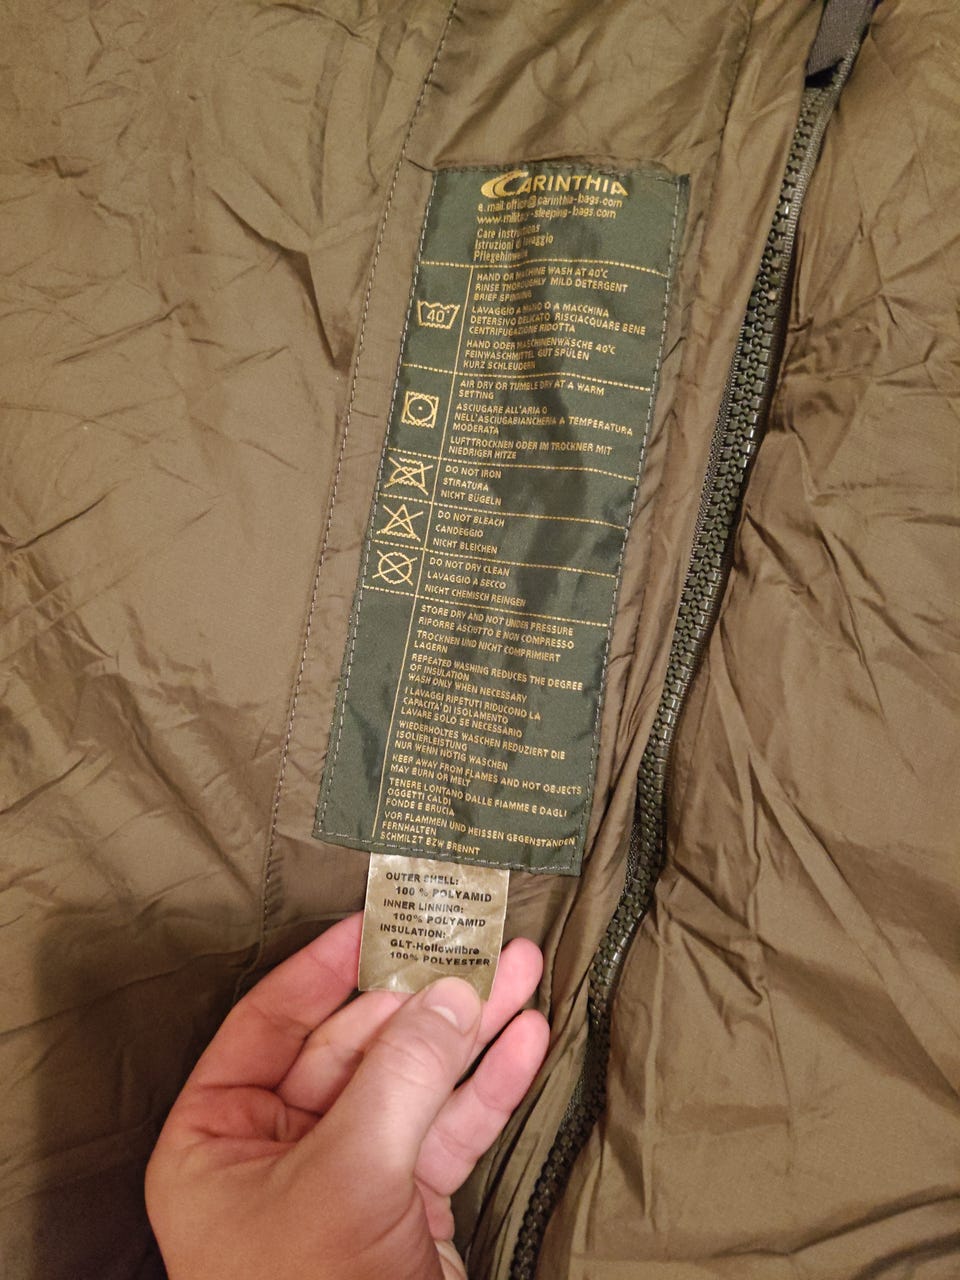 CARINTHIA
e.mail:office@carinthia-bags.com
www.military-sleeping-bags.com
Care instructions
Istruzioni di lavaggio
Pflegehinweise
HAND OR MACHINE WASH AT 40°C
RINSE THOROUGHLY MILD DETERGENT
BRIEF SPINNING
40°
LAVAGGIO A MANO O A MACCHINA
DETERSIVO DELICATO RISCIACQUARE BENE
CENTRIFUGAZIONE RIDOTTA
HAND ODER MASCHINENWÄSCHE 40°C
FEINWASCHMITTEL GUT SPÜLEN
KURZ SCHLEUDERN
AIR DRY OR TUMBLE DRY AT A WARM
SETTING
ASCIUGARE ALL'ARIA O
NELL'ASCIUGABIANCHERIA A TEMPERATURA
MODERATA
LUFTTROCKNEN ODER IM TROCKNER MIT
NIEDRIGER HITZE
DO NOT IRON
STIRATURA
NICHT BÜGELN
DO NOT BLEACH
CANDEGGIO
NICHT BLEICHEN
DO NOT DRY CLEAN
LAVAGGIO A SECCO
NICHT CHEMISCH REINGEN
STORE DRY AND NOT UNDER PRESSURE
RIPORRE ASCIUTTO E NON COMPRESSO
TROCKNEN UND NICHT COMPRIMIERT
LAGERN
REPEATED WASHING REDUCES THE DEGREE
OF INSULATION
WASH ONLY WHEN NECESSARY
I LAVAGGI RIPETUTI RIDUCONO LA
CAPACITA' DI ISOLAMENTO
LAVARE SOLO SE NECESSARIO
WIEDERHOLTES WASCHEN REDUZIERT DIE
ISOLIERLEISTUNG
NUR WENN NÖTIG WASCHEN
KEEP AWAY FROM FLAMES AND HOT OBJECTS
MAY BURN OR MELT
TENERE LONTANO DALLE FIAMME E DAGLI
OGGETTI CALDI
FONDE E BRUCIA
VOR FLAMMEN UND HEISSEN GEGENSTÄNDEN
FERNHALTEN
SCHMILZT BZW BRENNT
OUTER SHELL:
100 % POLYAMID
INNER LINNING:
100% POLYAMID
INSULATION:
GLT-Hollowfibre
100% POLYESTER